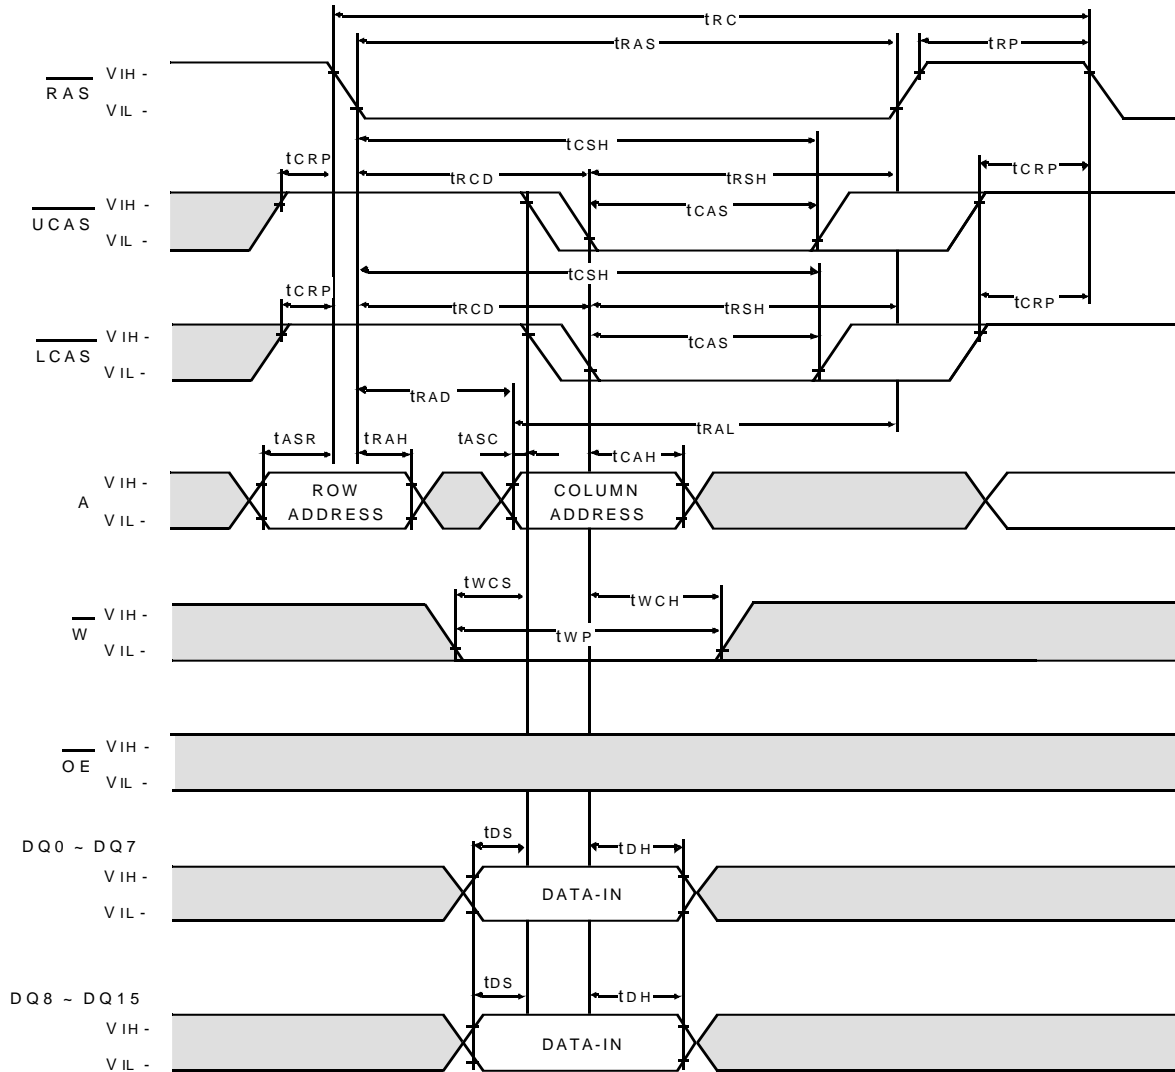 tRC
tRAS
tRP
RAS
VIH -
VIL -
tCSH
tCRP
tRCD
tRSH
tCRP
UCAS
VIH -
VIL -
tCAS
tCSH
tCRP
tRCD
tRSH
tCRP
LCAS
VIH -
VIL -
tCAS
tRAD
tRAL
tASR
tRAH
tASC
tCAH
A
VIH -
VIL -
ROW
ADDRESS
COLUMN
ADDRESS
tWCS
tWCH
W
VIH -
VIL -
tWP
OE
VIH -
VIL -
DQ0 ~ DQ7
VIH -
VIL -
tDS
tDH
DATA-IN
DQ8 ~ DQ15
VIH -
VIL -
tDS
tDH
DATA-IN